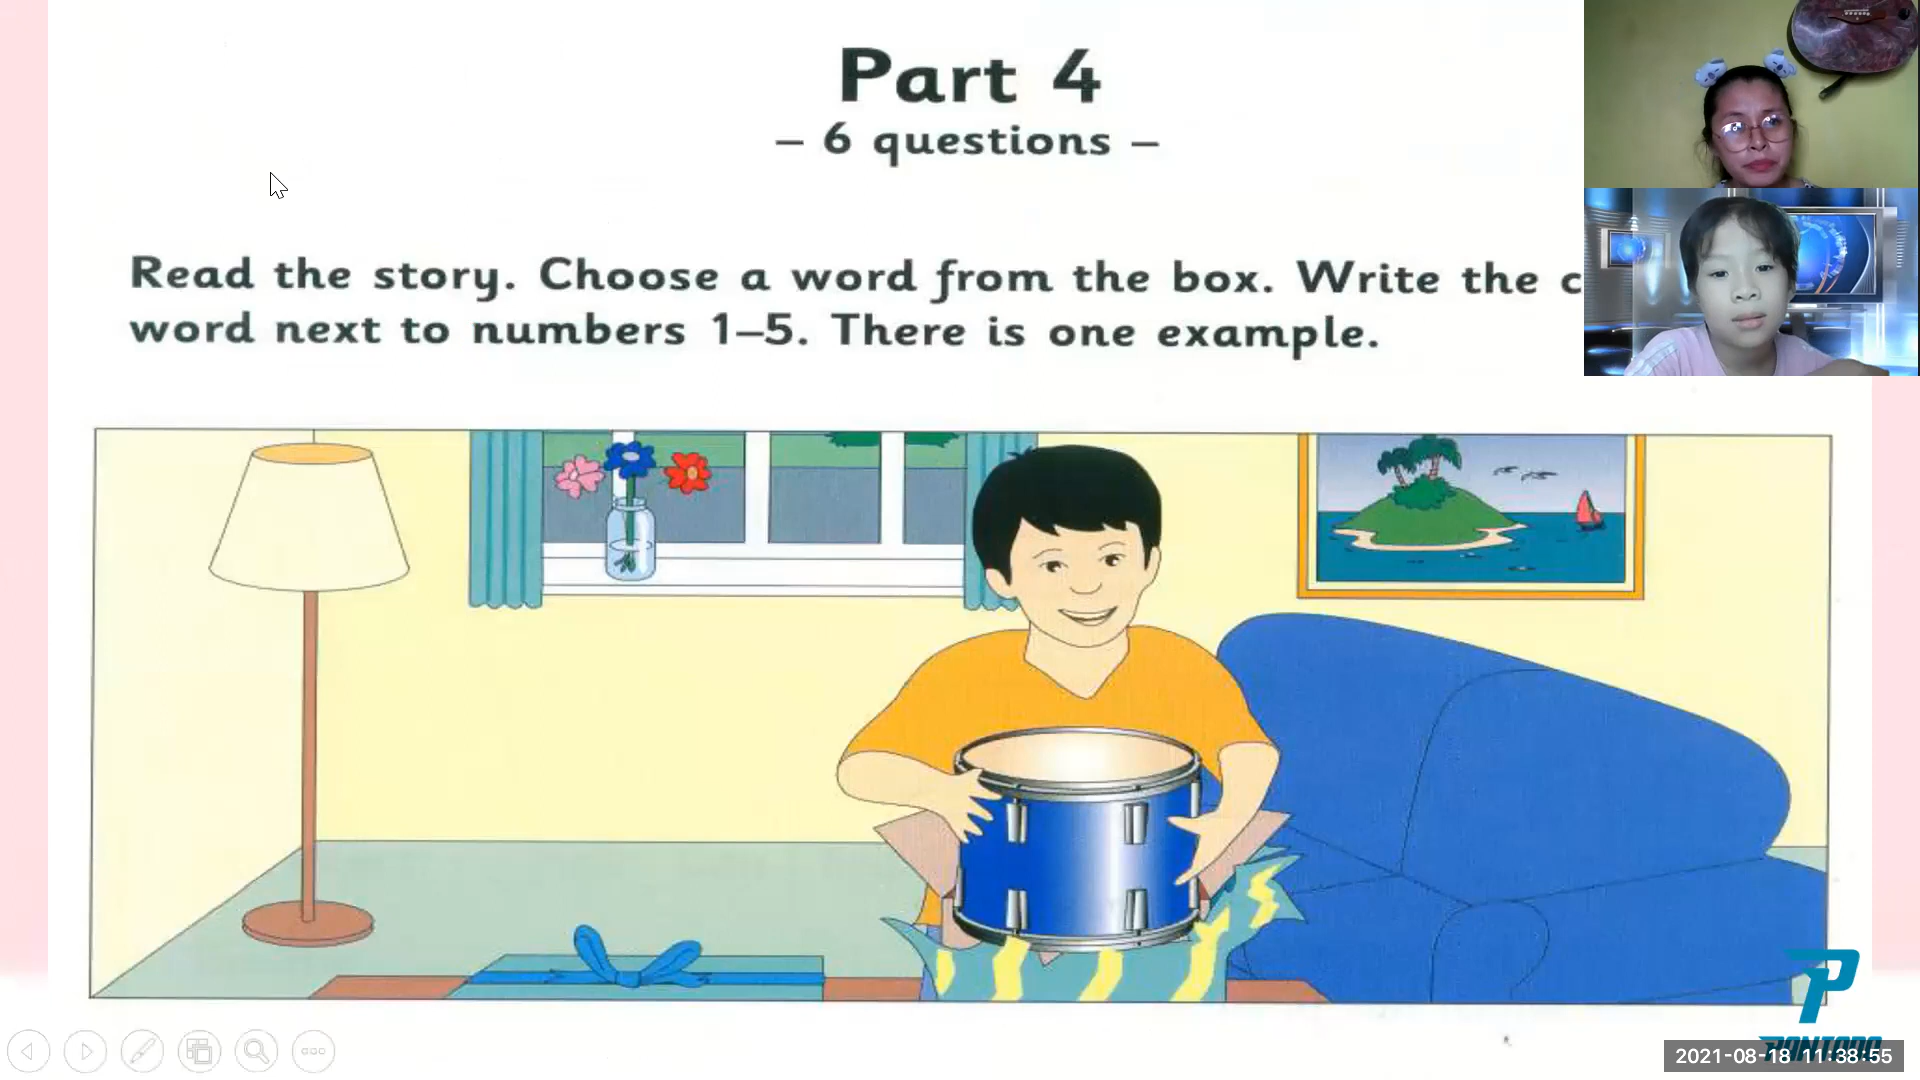 Part 4
– 6 questions –
Read the story. Choose a word from the box. Write the c
word next to numbers 1–5. There is one example.
2021-08-18 11:38:55